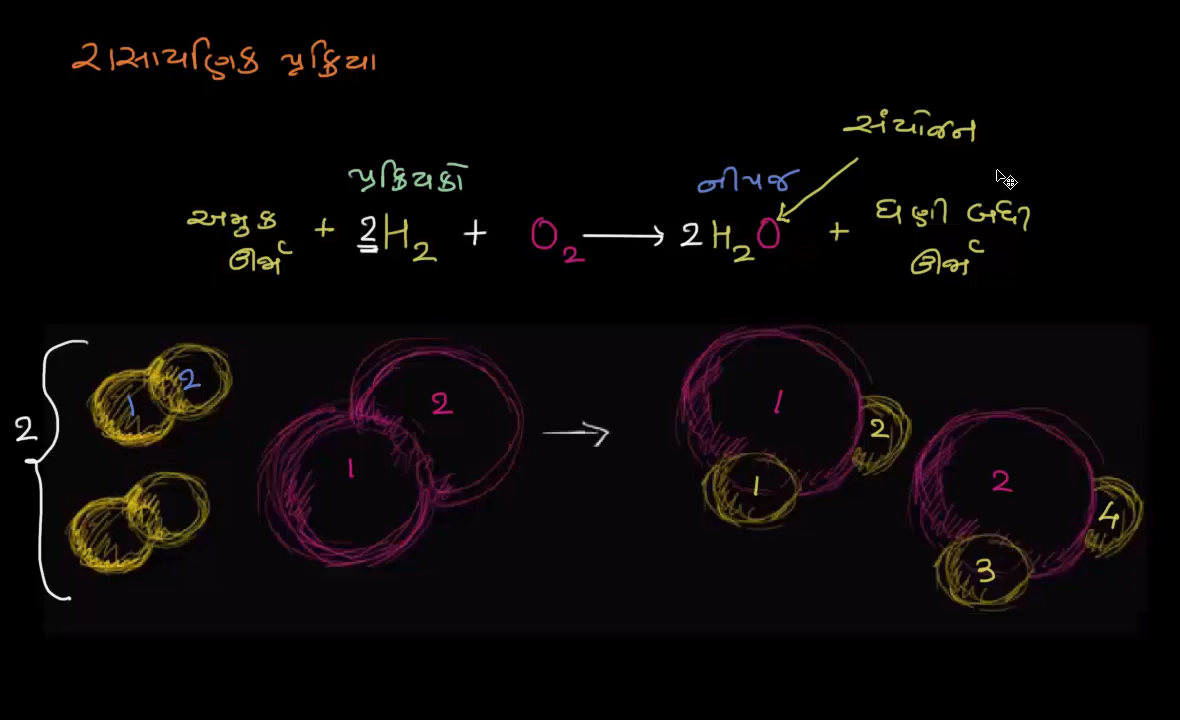 રાસાયણિક પ્રક્રિયા
સંયોજન
પ્રક્રિયકો
નીપજ
અમુક ઊર્જા + 2H₂ + O₂ → 2H₂O + ઘણી બધી ઊર્જા
2
1 2
1 2
→
1 2 1
2 4 3